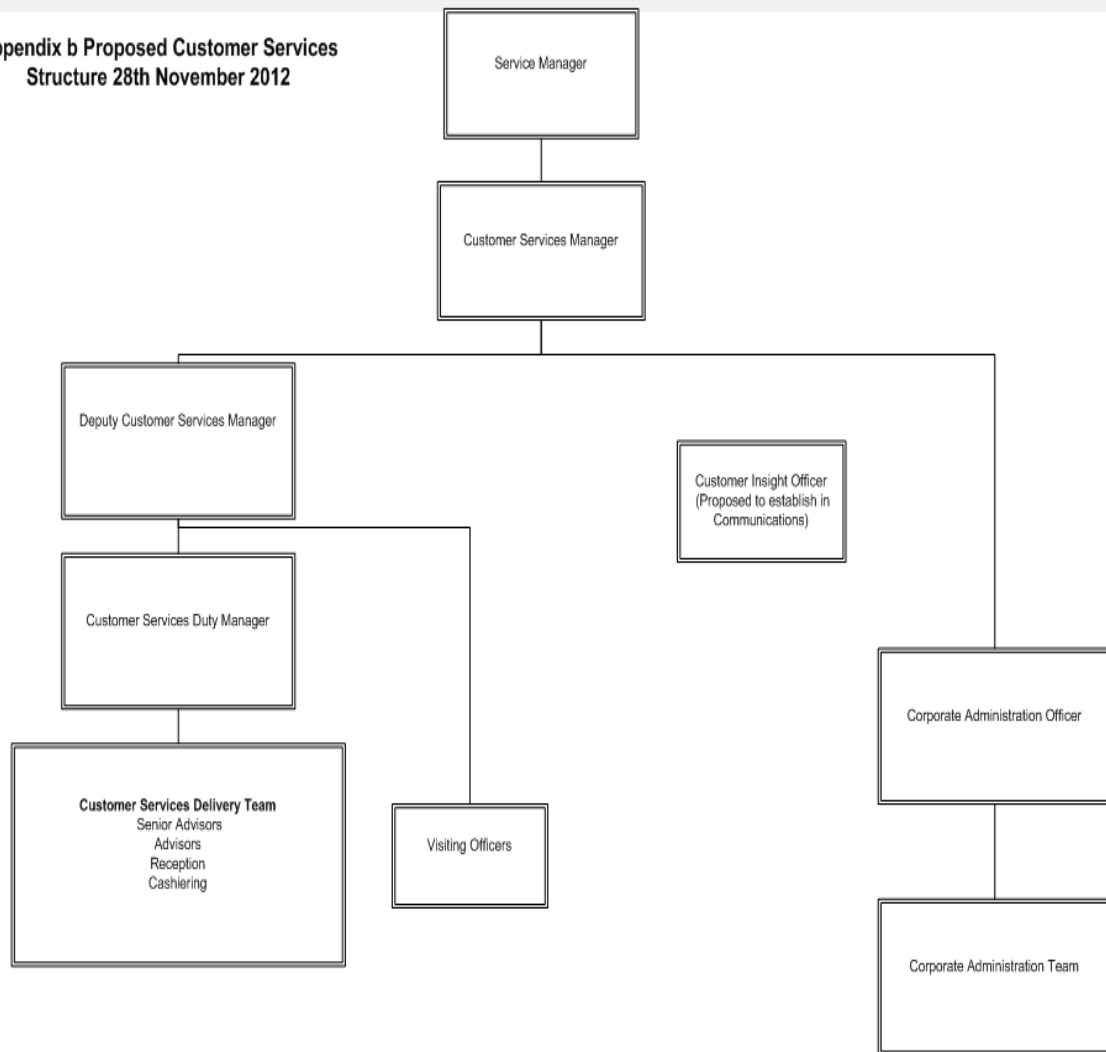 ppendix b Proposed Customer Services
Structure 28th November 2012
Service Manager
Customer Services Manager
Deputy Customer Services Manager
Customer Insight Officer
(Proposed to establish in
Communications)
Customer Services Duty Manager
Corporate Administration Officer
Customer Services Delivery Team
Senior Advisors
Advisors
Reception
Cashiering
Visiting Officers
Corporate Administration Team